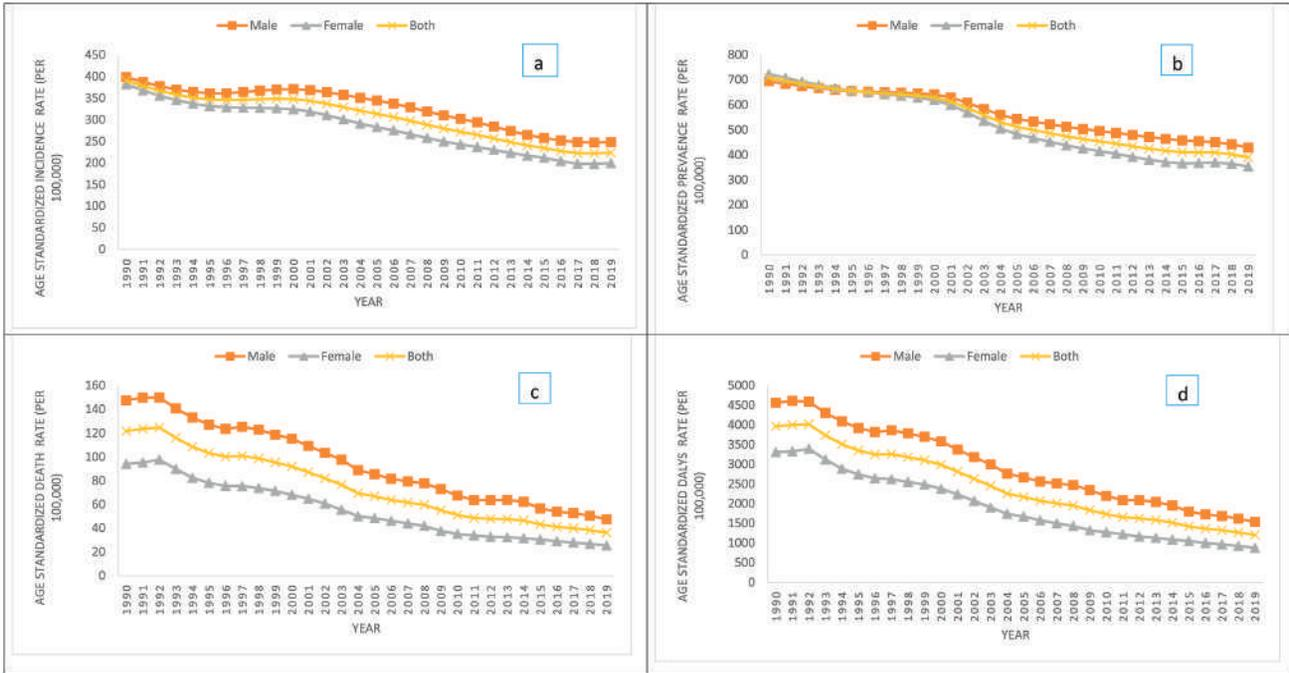 Male Female Both
a
AGE STANDARDIZED INCIDENCE RATE (PER
100,000)
450
400
350
300
250
200
150
100
50
0
1990 1991 1992 1993 1994 1995 1996 1997 1998 1999 2000 2001 2002 2003 2004 2005 2006 2007 2008 2009 2010 2011 2012 2013 2014 2015 2016 2017 2018 2019
YEAR
Male Female Both
b
AGE STANDARDIZED PREVAENCE RATE (PER
100,000)
800
700
600
500
400
300
200
100
0
1990 1991 1992 1993 1994 1995 1996 1997 1998 1999 2000 2001 2002 2003 2004 2005 2006 2007 2008 2009 2010 2011 2012 2013 2014 2015 2016 2017 2018 2019
YEAR
Male Female Both
c
AGE STANDARDIZED DEATH RATE (PER
100,000)
160
140
120
100
80
60
40
20
0
1990 1991 1992 1993 1994 1995 1996 1997 1998 1999 2000 2001 2002 2003 2004 2005 2006 2007 2008 2009 2010 2011 2012 2013 2014 2015 2016 2017 2018 2019
YEAR
Male Female Both
d
AGE STANDARDIZED DALYS RATE (PER
100,000)
5000
4500
4000
3500
3000
2500
2000
1500
1000
500
0
1990 1991 1992 1993 1994 1995 1996 1997 1998 1999 2000 2001 2002 2003 2004 2005 2006 2007 2008 2009 2010 2011 2012 2013 2014 2015 2016 2017 2018 2019
YEAR